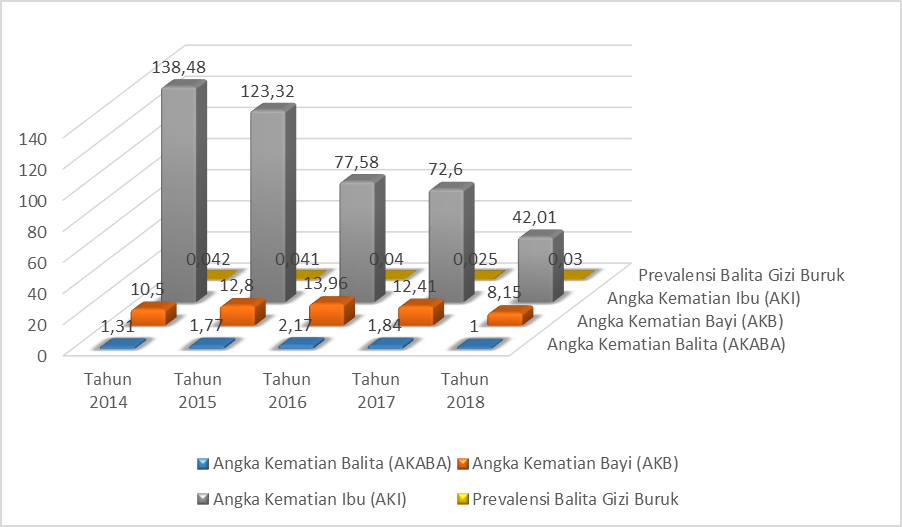 138,48
123,32
77,58
72,6
42,01
0,042
0,041
0,04
0,025
0,03
10,5
12,8
13,96
12,41
8,15
1,31
1,77
2,17
1,84
1
140
120
100
80
60
40
20
0
Prevalensi Balita Gizi Buruk
Angka Kematian Ibu (AKI)
Angka Kematian Bayi (AKB)
Angka Kematian Balita (AKABA)
Tahun
2014
Tahun
2015
Tahun
2016
Tahun
2017
Tahun
2018
Angka Kematian Balita (AKABA)
Angka Kematian Bayi (AKB)
Angka Kematian Ibu (AKI)
Prevalensi Balita Gizi Buruk